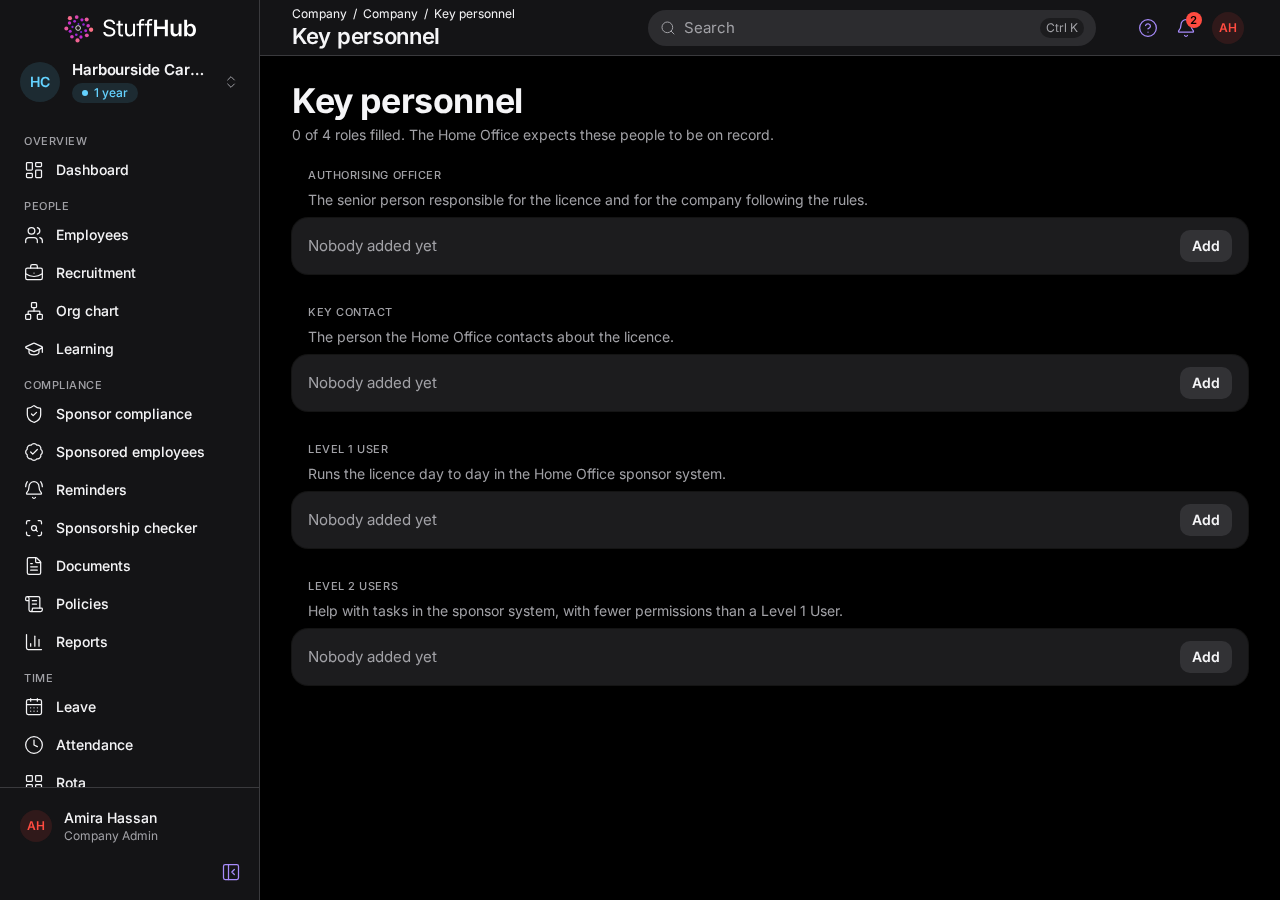 StuffHub
Company / Company / Key personnel
Key personnel
Search
Ctrl K
2
AH
HC
Harbourside Car...
1 year
OVERVIEW
Dashboard
PEOPLE
Employees
Recruitment
Org chart
Learning
COMPLIANCE
Sponsor compliance
Sponsored employees
Reminders
Sponsorship checker
Documents
Policies
Reports
TIME
Leave
Attendance
Rota
AH
Amira Hassan
Company Admin
Key personnel
0 of 4 roles filled. The Home Office expects these people to be on record.
AUTHORISING OFFICER
The senior person responsible for the licence and for the company following the rules.
Nobody added yet
Add
KEY CONTACT
The person the Home Office contacts about the licence.
Nobody added yet
Add
LEVEL 1 USER
Runs the licence day to day in the Home Office sponsor system.
Nobody added yet
Add
LEVEL 2 USERS
Help with tasks in the sponsor system, with fewer permissions than a Level 1 User.
Nobody added yet
Add